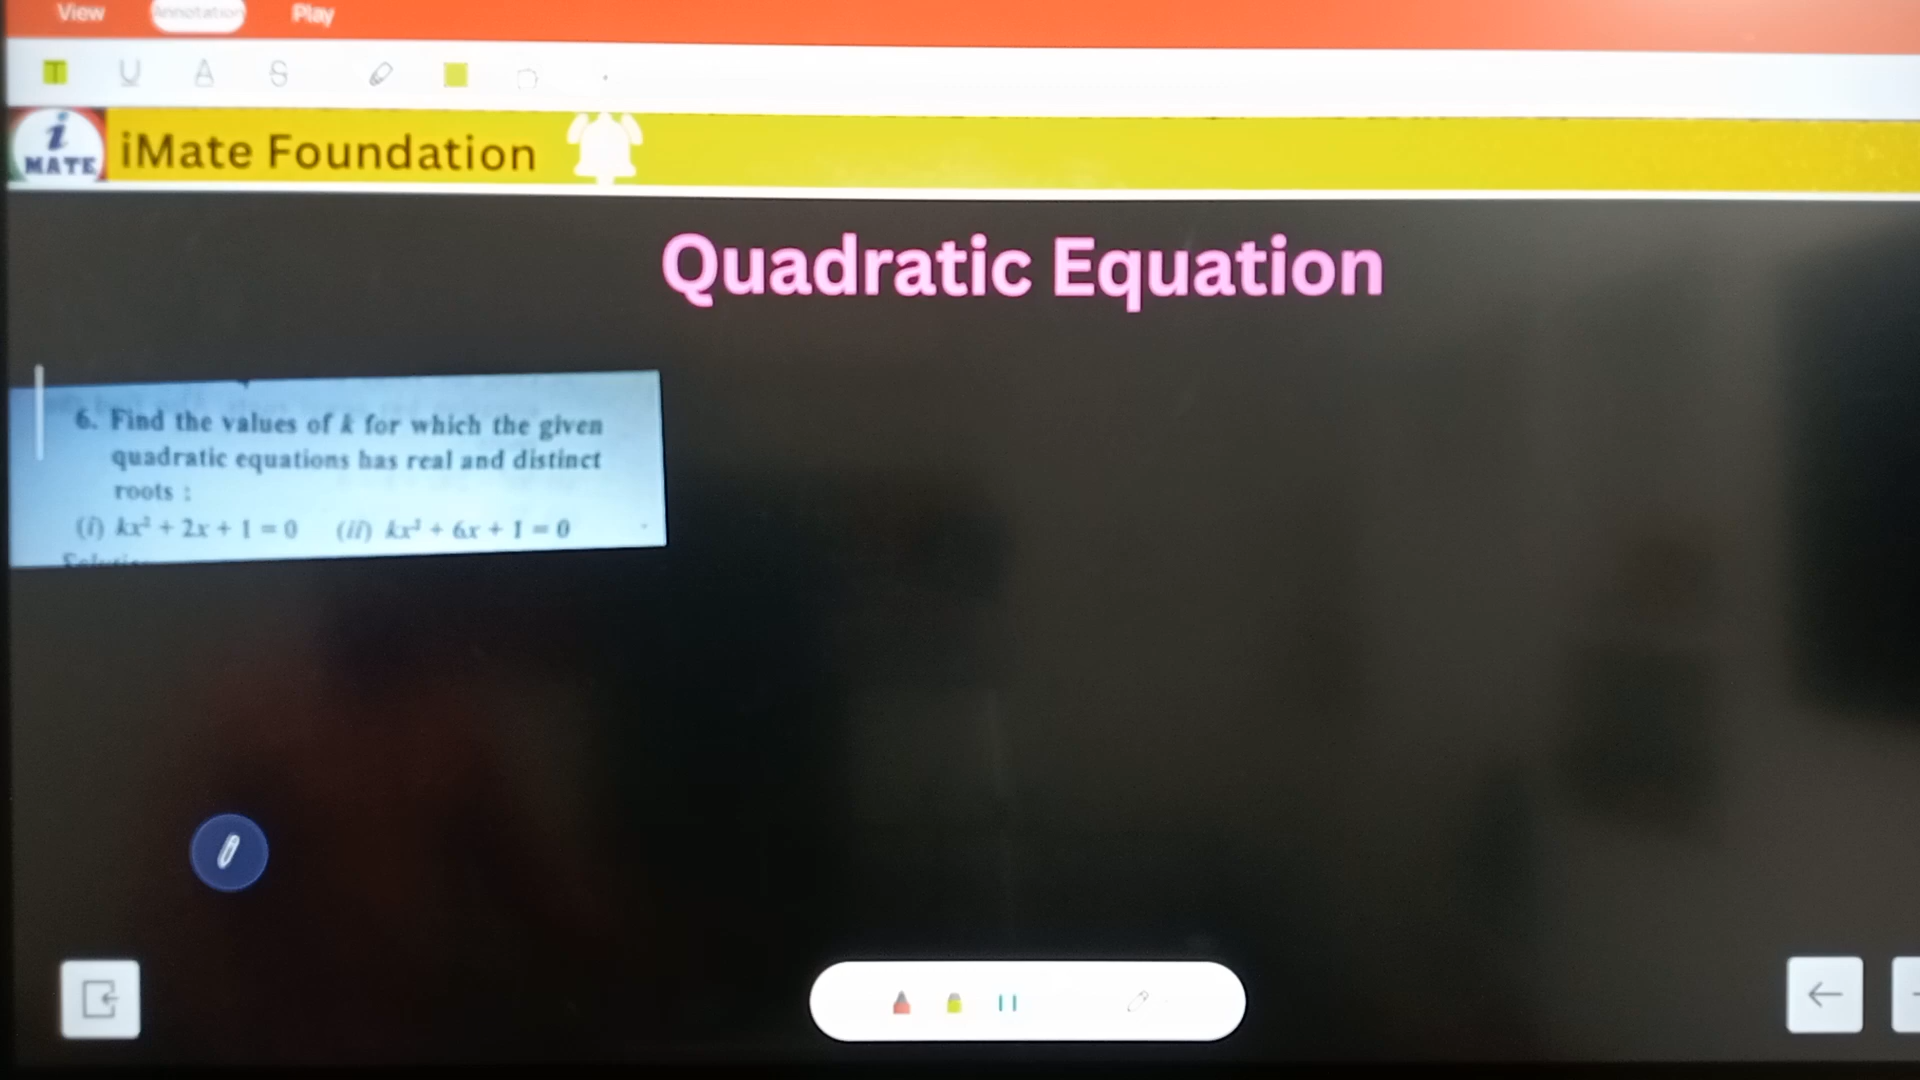 View Annotation Play
T U A S
i
MATE
iMate Foundation
Quadratic Equation
6. Find the values of k for which the given
quadratic equations has real and distinct
roots :
(i) kx² + 2x + 1 = 0 (ii) kx² + 6x + 1 = 0